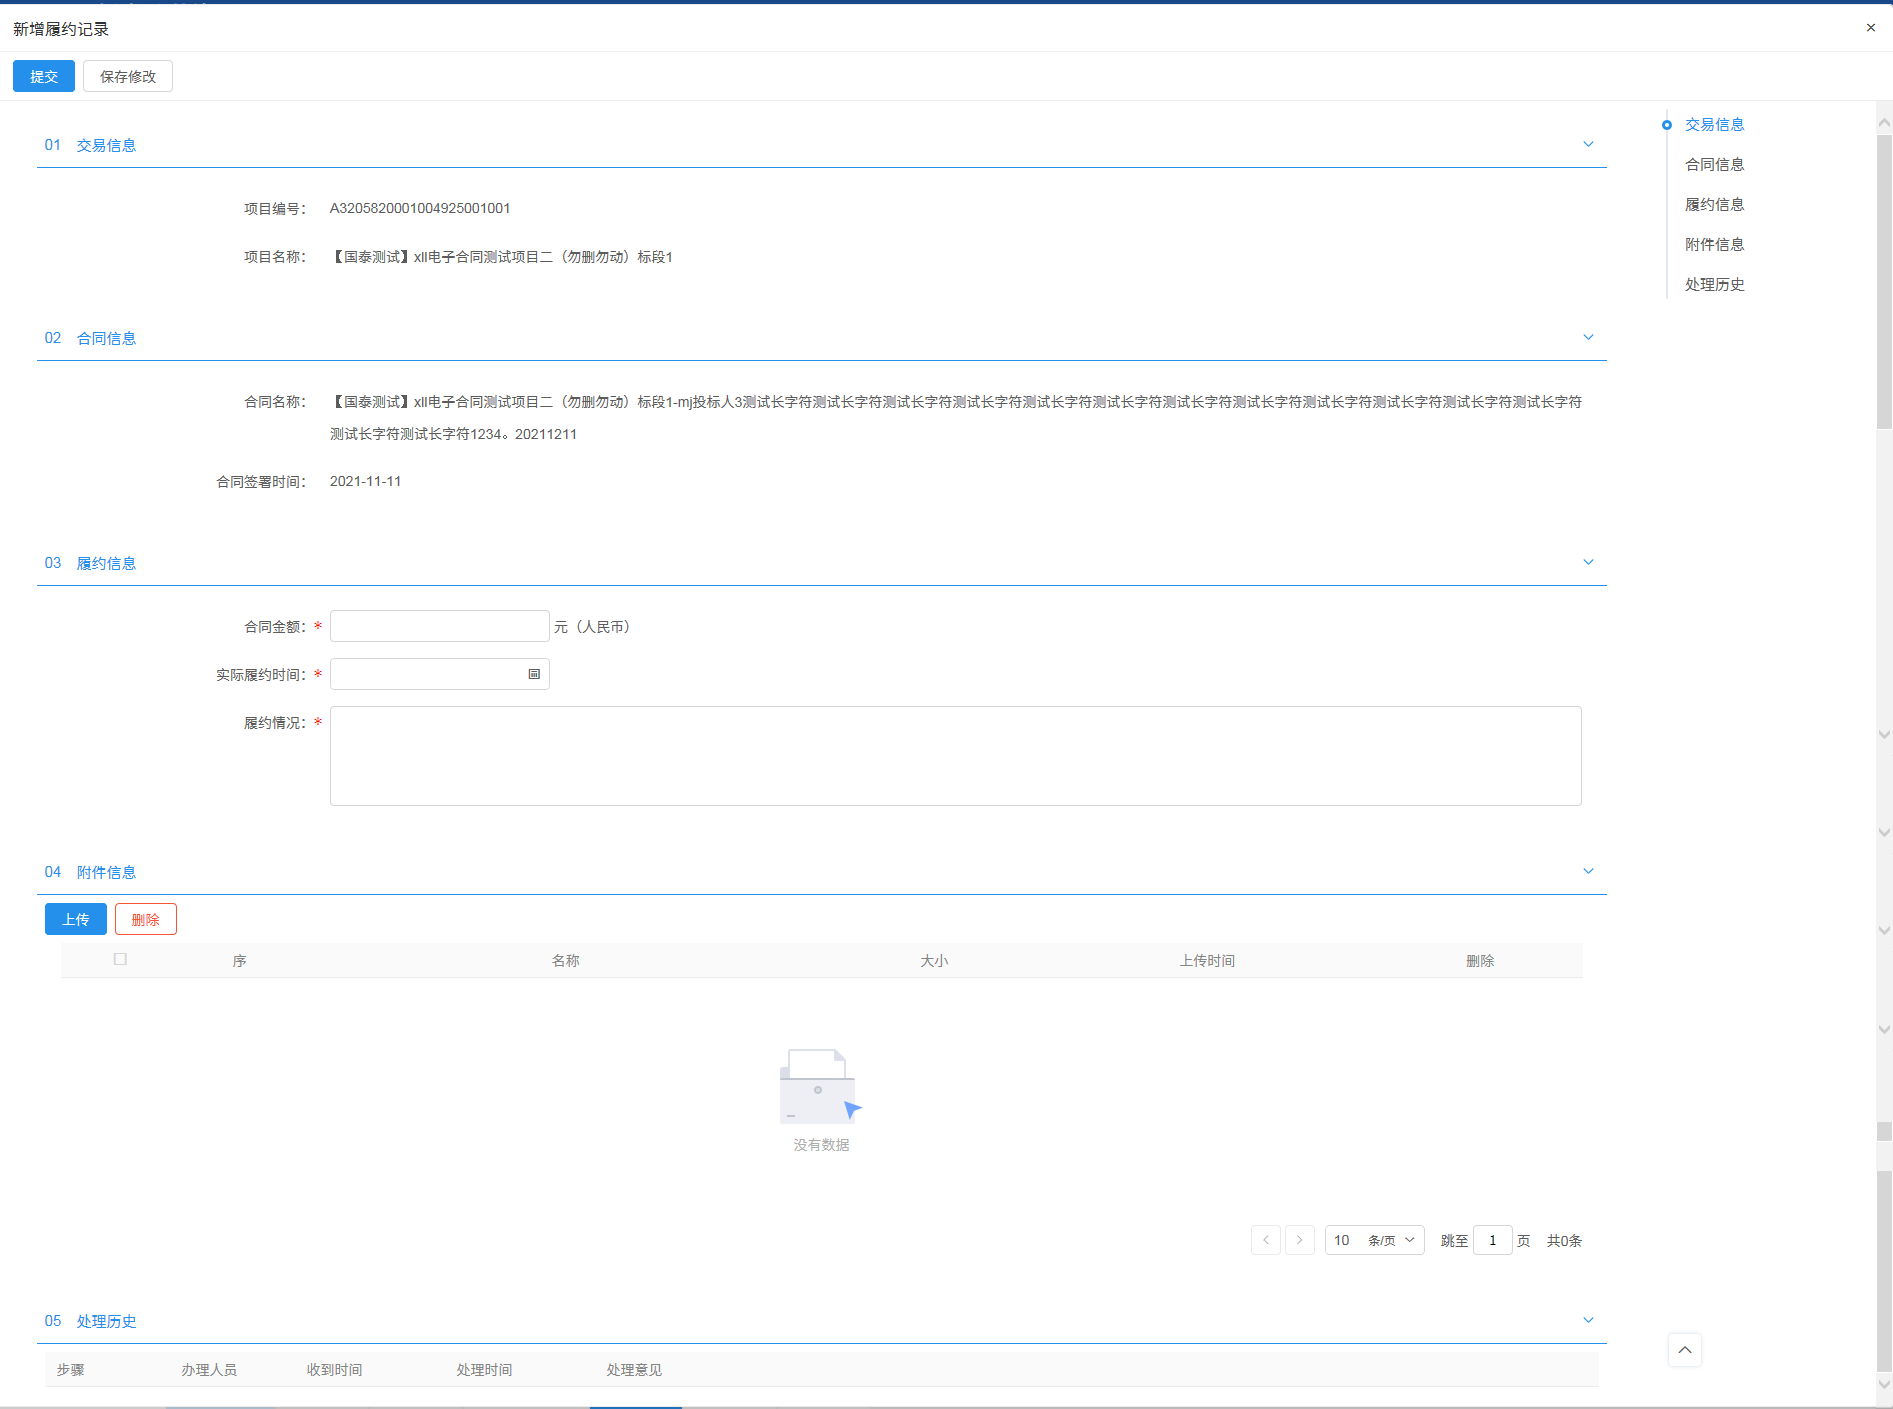 新增履约记录
×
提交 保存修改
01 交易信息
项目编号： A3205820001004925001001
项目名称： 【国泰测试】xll电子合同测试项目二（勿删勿动）标段1
02 合同信息
合同名称： 【国泰测试】xll电子合同测试项目二（勿删勿动）标段1-mj投标人3测试长字符测试长字符测试长字符测试长字符测试长字符测试长字符测试长字符测试长字符测试长字符测试长字符测试长字符测试长字符
测试长字符测试长字符1234。20211211
合同签署时间： 2021-11-11
03 履约信息
合同金额：* 元（人民币）
实际履约时间：*
履约情况：*
04 附件信息
上传 删除
序 名称 大小 上传时间 删除
没有数据
10 条/页 跳至 1 页 共0条
05 处理历史
步骤 办理人员 收到时间 处理时间 处理意见
交易信息
合同信息
履约信息
附件信息
处理历史